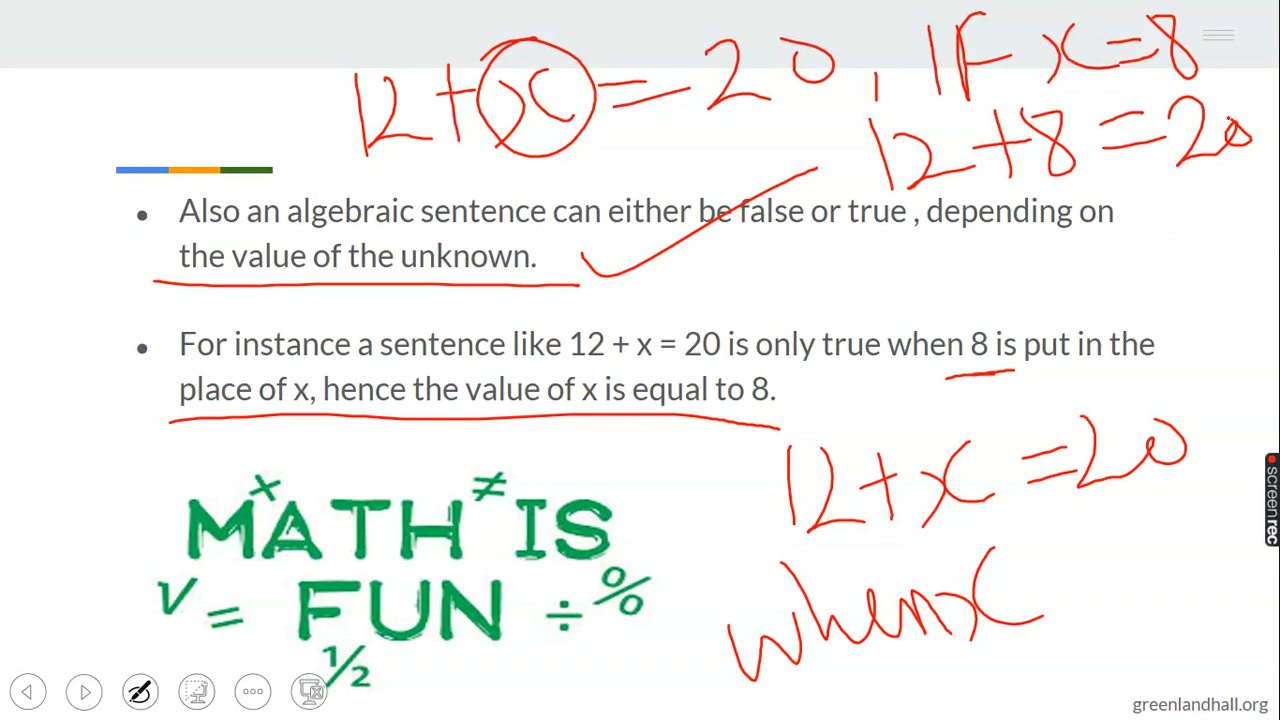 12 + x = 20 , IF x = 8
12 + 8 = 20
Also an algebraic sentence can either be false or true , depending on
the value of the unknown.
For instance a sentence like 12 + x = 20 is only true when 8 is put in the
place of x, hence the value of x is equal to 8.
12 + x = 20
when x
× ≠
MATH IS
√ = FUN ÷ %
½
screenrec
greenlandhall.org